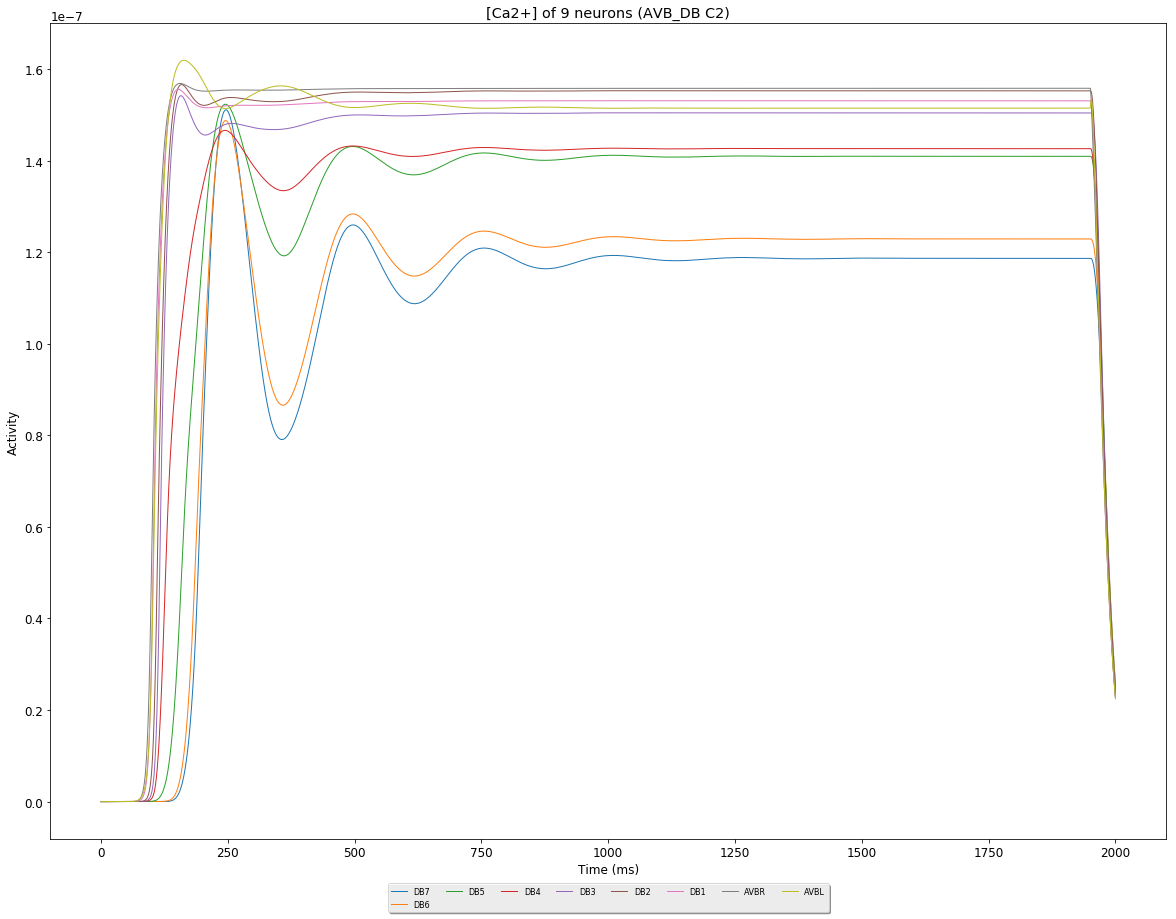 [Ca2+] of 9 neurons (AVB_DB C2)
1e−7
1.6
1.4
1.2
1.0
0.8
0.6
0.4
0.2
0.0
Activity
0 250 500 750 1000 1250 1500 1750 2000
Time (ms)
DB7 DB5 DB4 DB3 DB2 DB1 AVBR AVBL
DB6